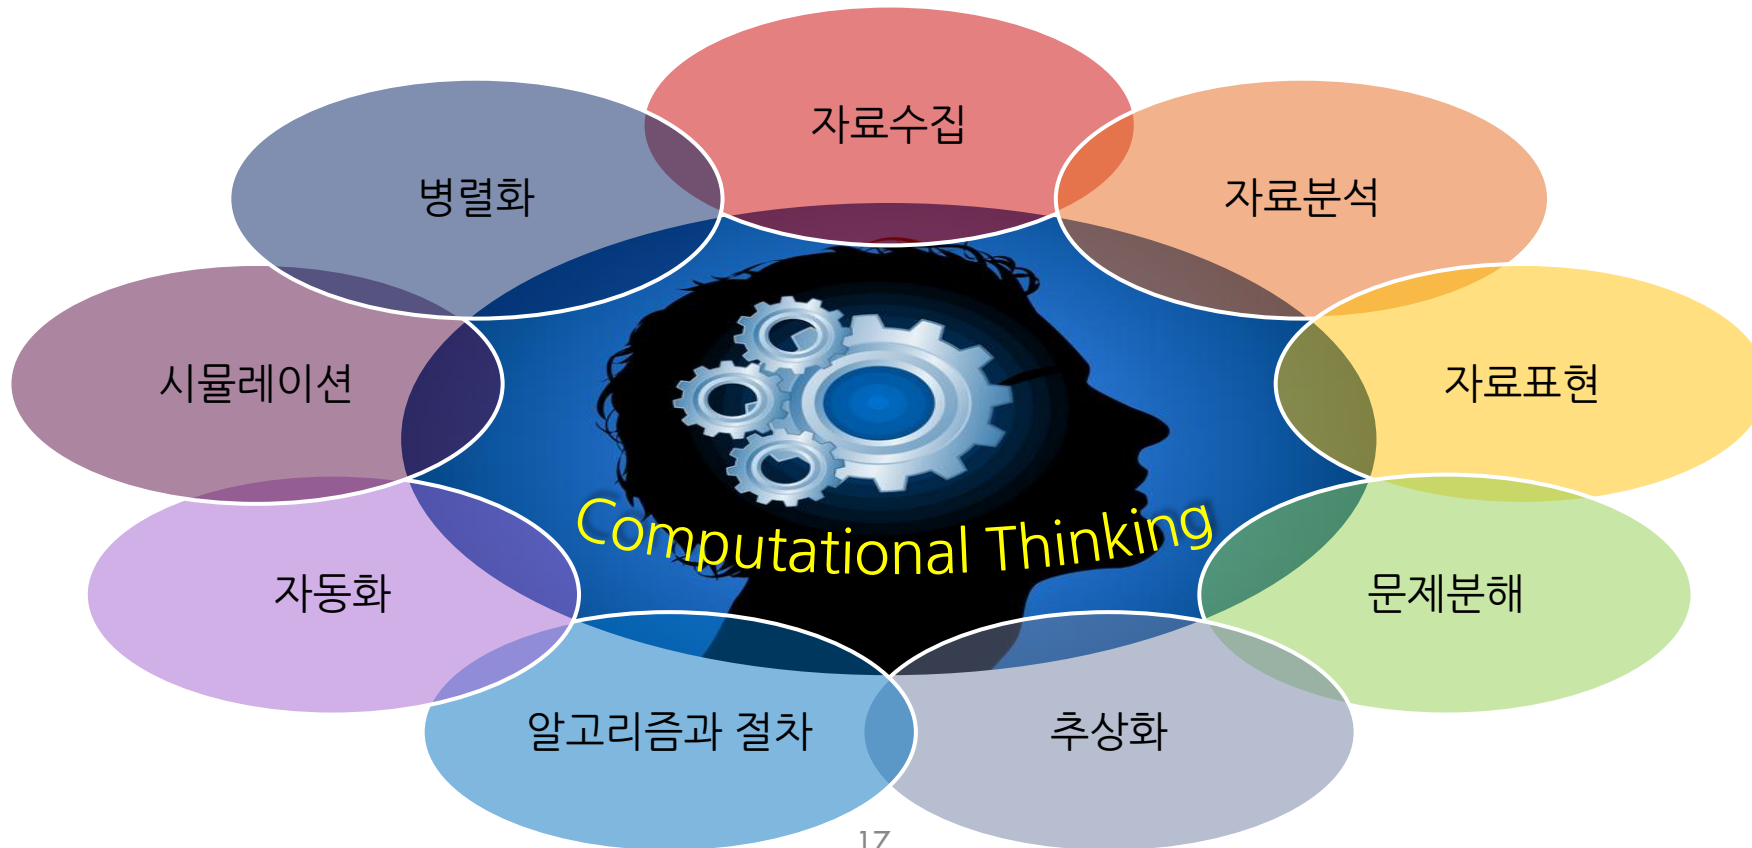 자료수집
자료분석
자료표현
문제분해
추상화
알고리즘과 절차
자동화
시뮬레이션
병렬화
Computational Thinking
17